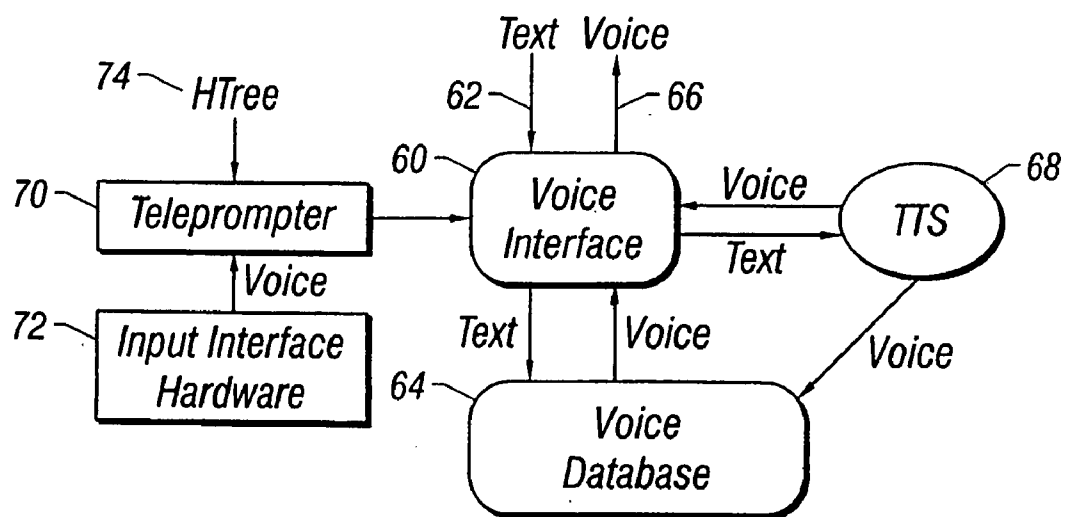 Text Voice
74 HTree
62 66
60 Voice Interface
Voice 68
70 Teleprompter
TTS
Text
Voice
72 Input Interface
Hardware
Text Voice
Voice
64 Voice
Database